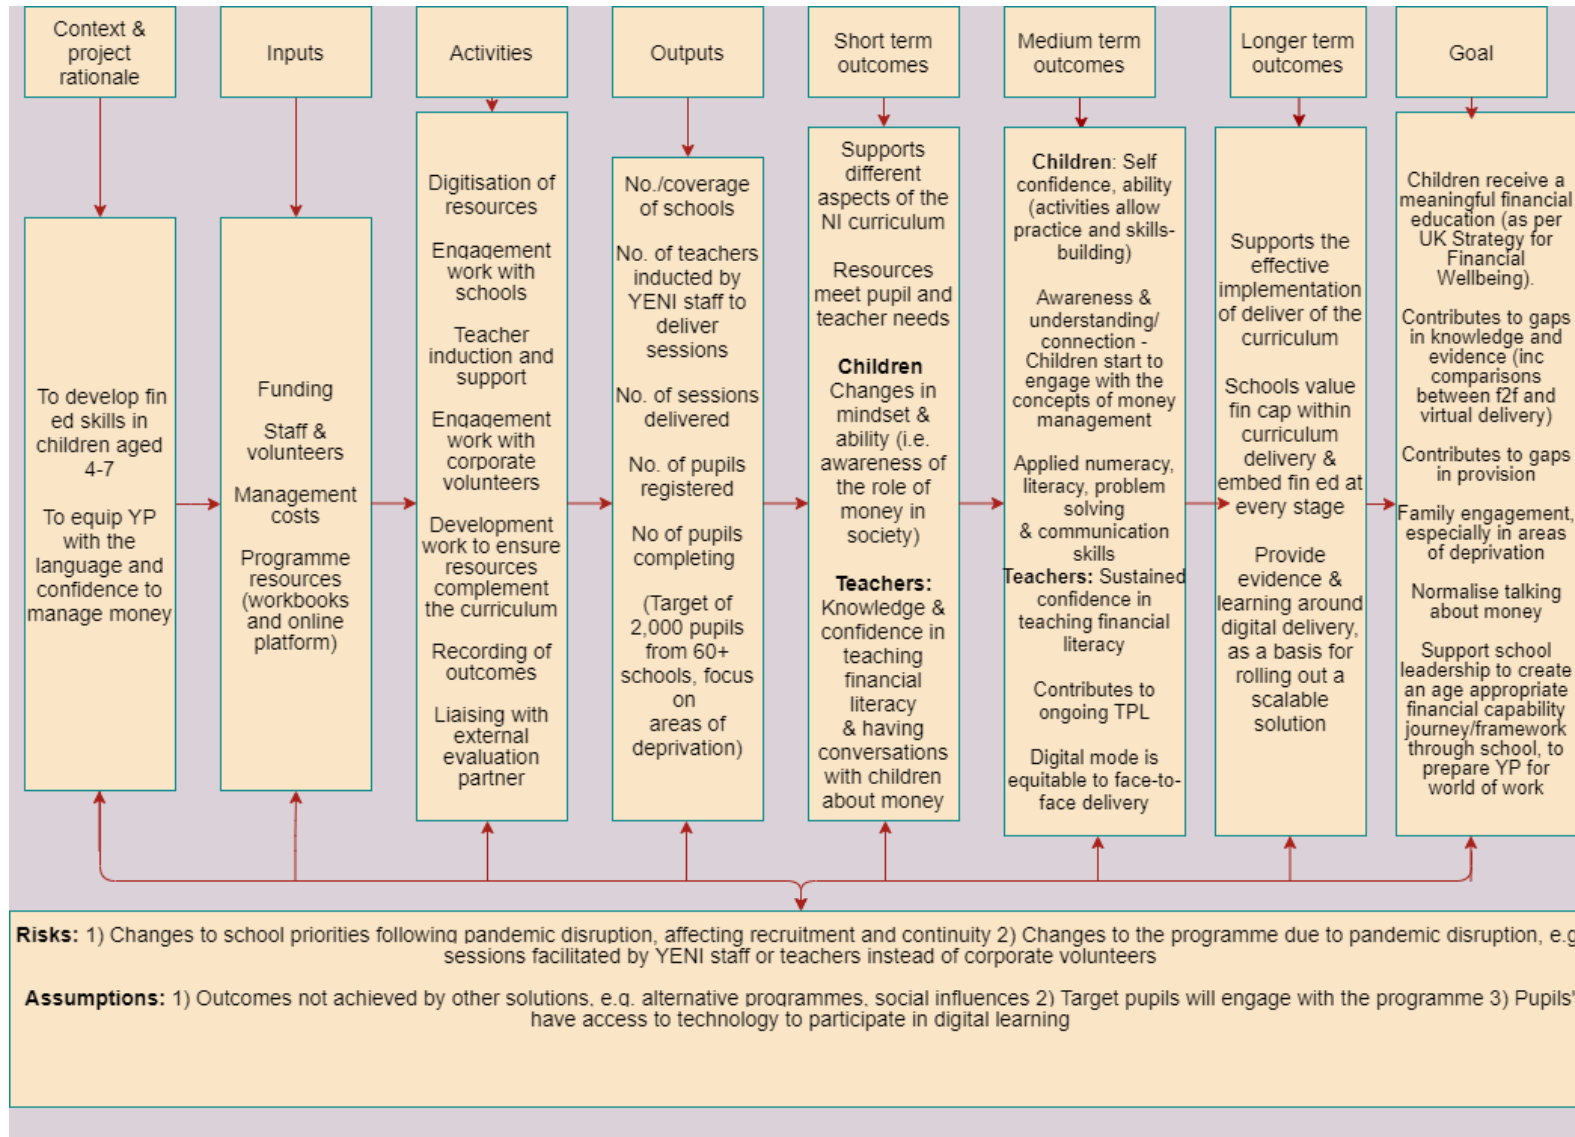 Context &
project
rationale
Inputs
Activities
Outputs
Short term
outcomes
Medium term
outcomes
Longer term
outcomes
Goal
To develop fin
ed skills in
children aged
4-7
To equip YP
with the
language and
confidence to
manage money
Funding
Staff &
volunteers
Management
costs
Programme
resources
(workbooks
and online
platform)
Digitisation of
resources
Engagement
work with
schools
Teacher
induction and
support
Engagement
work with
corporate
volunteers
Development
work to ensure
resources
complement
the curriculum
Recording of
outcomes
Liaising with
external
evaluation
partner
No./coverage
of schools
No. of teachers
inducted by
YENI staff to
deliver
sessions
No. of sessions
delivered
No. of pupils
registered
No of pupils
completing
(Target of
2,000 pupils
from 60+
schools, focus
on
areas of
deprivation)
Supports
different
aspects of the
NI curriculum
Resources
meet pupil and
teacher needs
Children
Changes in
mindset &
ability (i.e.
awareness of
the role of
money in
society)
Teachers:
Knowledge &
confidence in
teaching
financial
literacy
& having
conversations
with children
about money
Children: Self
confidence, ability
(activities allow
practice and skills-
building)
Awareness &
understanding/
connection -
Children start to
engage with the
concepts of money
management
Applied numeracy,
literacy, problem
solving
& communication
skills
Teachers: Sustained
confidence in
teaching financial
literacy
Contributes to
ongoing TPL
Digital mode is
equitable to face-to-
face delivery
Supports the
effective
implementation
of deliver of the
curriculum
Schools value
fin cap within
curriculum
delivery &
embed fin ed at
every stage
Provide
evidence &
learning around
digital delivery,
as a basis for
rolling out a
scalable
solution
Children receive a
meaningful financial
education (as per
UK Strategy for
Financial
Wellbeing).
Contributes to gaps
in knowledge and
evidence (inc
comparisons
between f2f and
virtual delivery)
Contributes to gaps
in provision
Family engagement,
especially in areas
of deprivation
Normalise talking
about money
Support school
leadership to create
an age appropriate
financial capability
journey/framework
through school, to
prepare YP for
world of work
Risks: 1) Changes to school priorities following pandemic disruption, affecting recruitment and continuity 2) Changes to the programme due to pandemic disruption, e.g
sessions facilitated by YENI staff or teachers instead of corporate volunteers
Assumptions: 1) Outcomes not achieved by other solutions, e.g. alternative programmes, social influences 2) Target pupils will engage with the programme 3) Pupils'
have access to technology to participate in digital learning